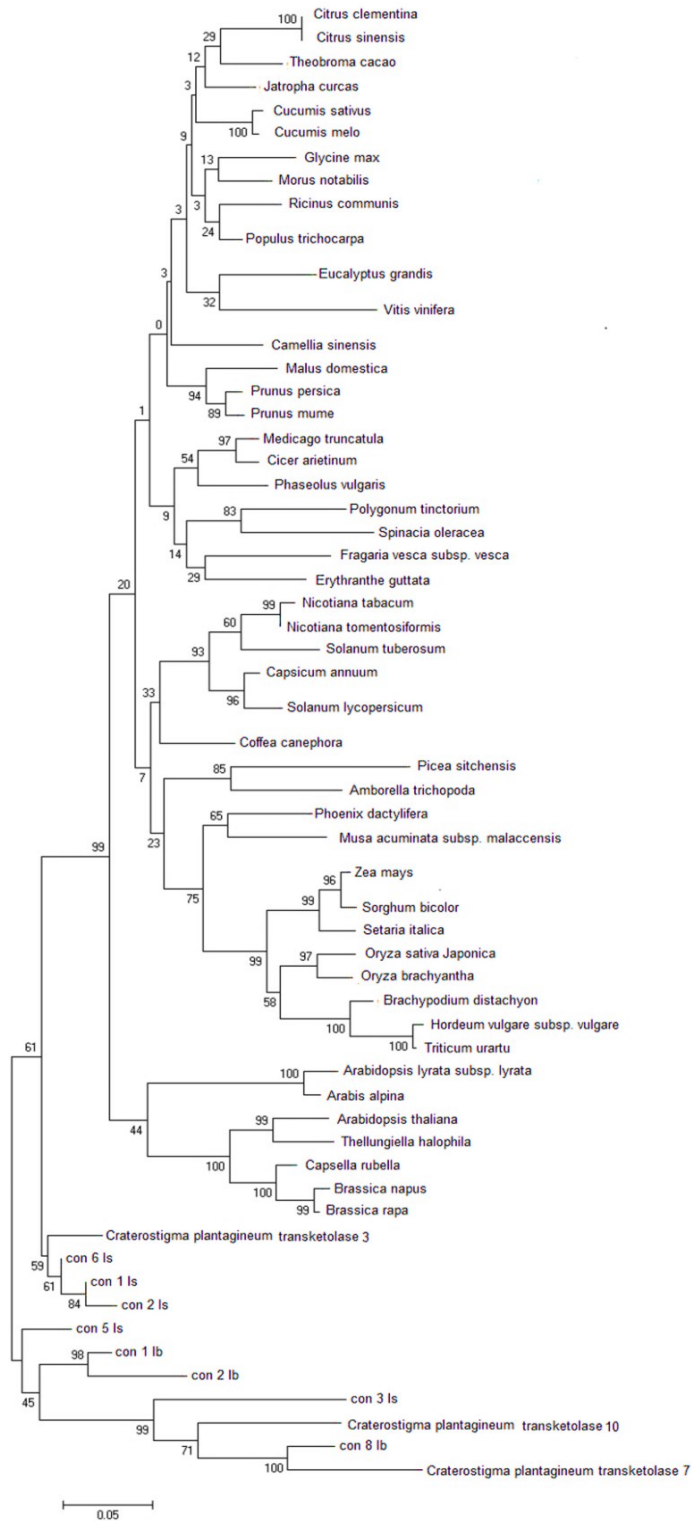 Citrus clementina
100
Citrus sinensis
29
Theobroma cacao
12
Jatropha curcas
3
Cucumis sativus
100
Cucumis melo
9
Glycine max
13
Morus notabilis
3
Ricinus communis
24
Populus trichocarpa
3
Eucalyptus grandis
32
Vitis vinifera
3
Camellia sinensis
0
Malus domestica
94
Prunus persica
89
Prunus mume
1
Medicago truncatula
97
Cicer arietinum
54
Phaseolus vulgaris
9
Polygonum tinctorium
83
Spinacia oleracea
14
Fragaria vesca subsp. vesca
29
Erythranthe guttata
20
Nicotiana tabacum
99
Nicotiana tomentosiformis
60
Solanum tuberosum
93
Capsicum annuum
96
Solanum lycopersicum
33
Coffea canephora
7
Picea sitchensis
85
Amborella trichopoda
23
Phoenix dactylifera
65
Musa acuminata subsp. malaccensis
75
Zea mays
96
Sorghum bicolor
99
Setaria italica
99
Oryza sativa Japonica
97
Oryza brachyantha
58
Brachypodium distachyon
100
Hordeum vulgare subsp. vulgare
100
Triticum urartu
99
Arabidopsis lyrata subsp. lyrata
100
Arabis alpina
44
Arabidopsis thaliana
99
Thellungiella halophila
100
Capsella rubella
100
Brassica napus
99
Brassica rapa
61
Craterostigma plantagineum transketolase 3
59
con 6 ls
61
con 1 ls
84
con 2 ls
con 5 ls
con 1 lb
98
con 2 lb
45
con 3 ls
99
Craterostigma plantagineum transketolase 10
71
con 8 lb
100
Craterostigma plantagineum transketolase 7
0.05